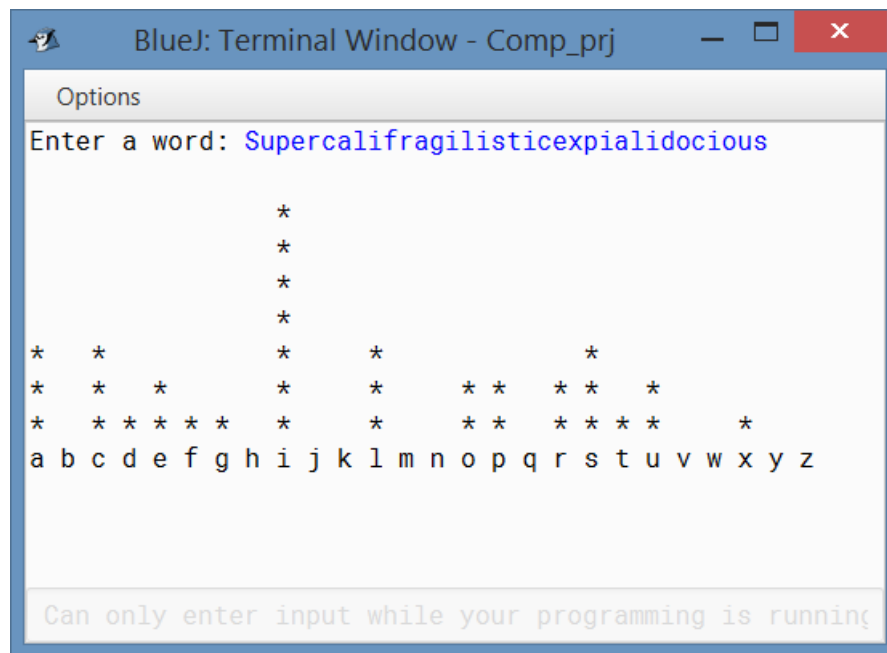 BlueJ: Terminal Window - Comp_prj
Options
Enter a word: Supercalifragilisticexpialidocious
                *
                *
                *
                *
*   *           *     *             *
*   *   *       *     *     * *   * *   *
*   * * * * *   *     *     * *   * * * *     *
a b c d e f g h i j k l m n o p q r s t u v w x y z
Can only enter input while your programming is running